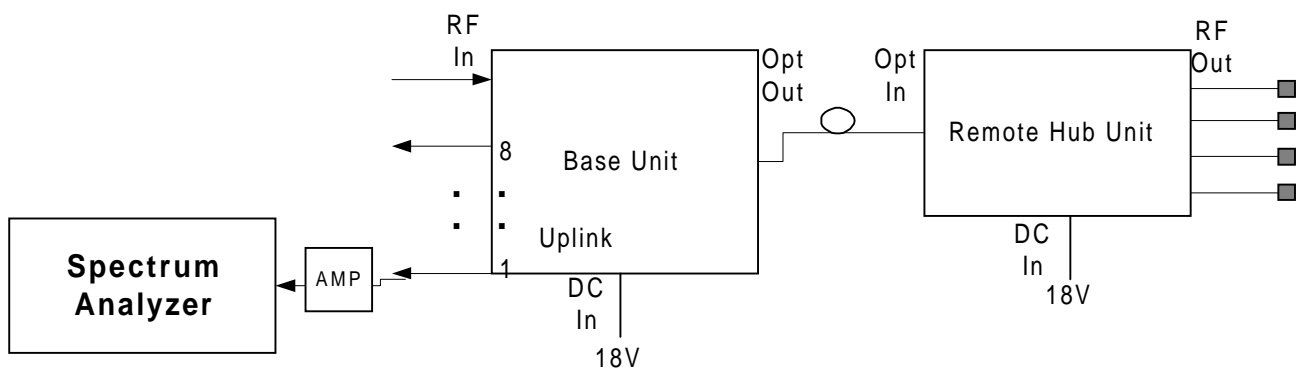 RF
In
Opt
Out
Opt
In
RF
Out
8
Base Unit
Remote Hub Unit
Uplink
1
Spectrum
Analyzer
AMP
DC
In
18V
DC
In
18V